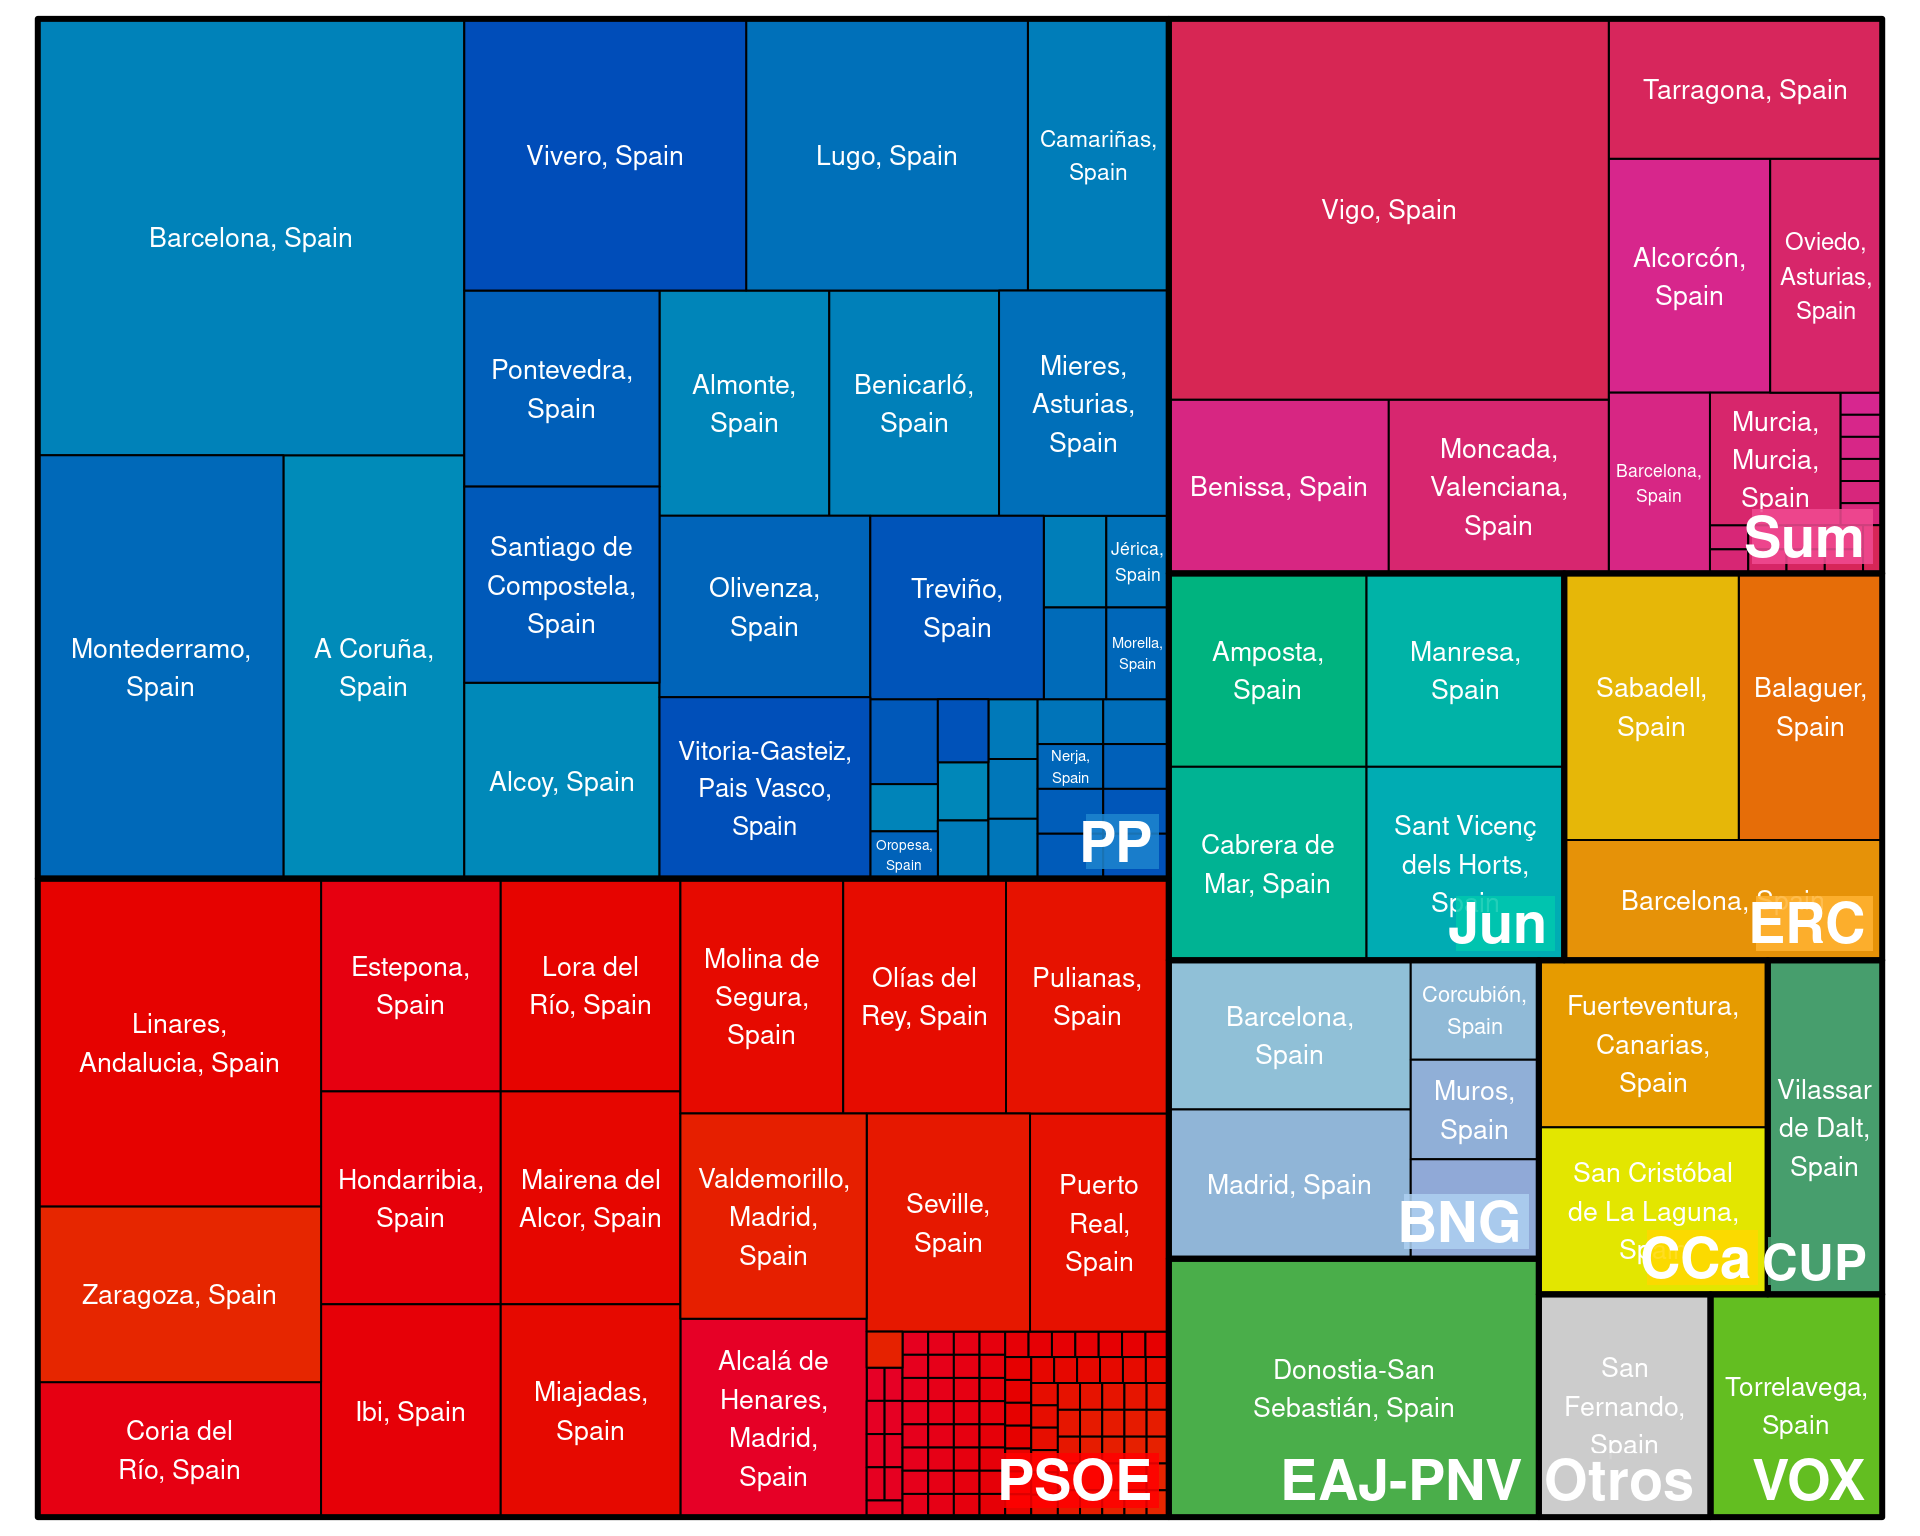 Barcelona, Spain
Vivero, Spain
Lugo, Spain
Camariñas,
Spain
Pontevedra,
Spain
Almonte,
Spain
Benicarló,
Spain
Mieres,
Asturias,
Spain
Montederramo,
Spain
A Coruña,
Spain
Santiago de
Compostela,
Spain
Olivenza,
Spain
Treviño,
Spain
Jérica,
Spain
Morella,
Spain
Alcoy, Spain
Vitoria-Gasteiz,
Pais Vasco,
Spain
Nerja,
Spain
Oropesa,
Spain
PP
Vigo, Spain
Tarragona, Spain
Alcorcón,
Spain
Oviedo,
Asturias,
Spain
Benissa, Spain
Moncada,
Valenciana,
Spain
Barcelona,
Spain
Murcia,
Murcia,
Spain
Sum
Amposta,
Spain
Manresa,
Spain
Cabrera de
Mar, Spain
Sant Vicenç
dels Horts,
Spain
Jun
Sabadell,
Spain
Balaguer,
Spain
Barcelona, Spain
ERC
Linares,
Andalucia, Spain
Estepona,
Spain
Lora del
Río, Spain
Molina de
Segura,
Spain
Olías del
Rey, Spain
Pulianas,
Spain
Hondarribia,
Spain
Mairena del
Alcor, Spain
Valdemorillo,
Madrid,
Spain
Seville,
Spain
Puerto
Real,
Spain
Zaragoza, Spain
Coria del
Río, Spain
Ibi, Spain
Miajadas,
Spain
Alcalá de
Henares,
Madrid,
Spain
PSOE
Barcelona,
Spain
Corcubión,
Spain
Muros,
Spain
Madrid, Spain
BNG
Fuerteventura,
Canarias,
Spain
San Cristóbal
de La Laguna,
Spain
CCa
Vilassar
de Dalt,
Spain
CUP
Donostia-San
Sebastián, Spain
EAJ-PNV
San
Fernando,
Spain
Otros
Torrelavega,
Spain
VOX